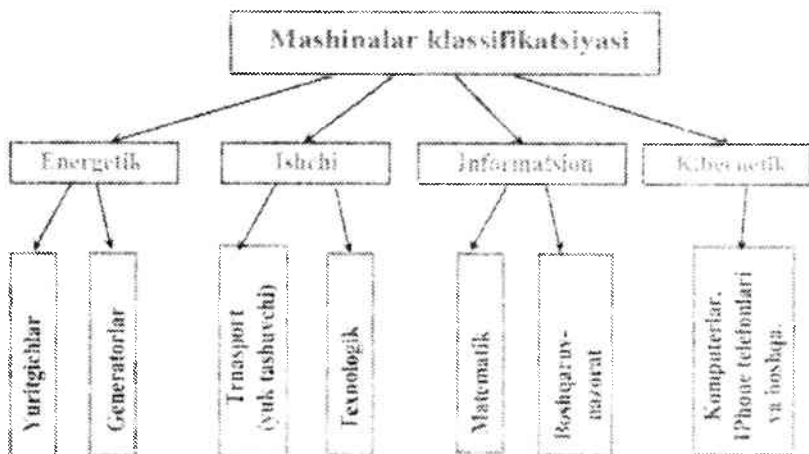 Mashinalar klassifikatsiyasi
Energetik
Ishchi
Informatsion
Kibernetik
Yuritgichlar
Generatorlar
Trnasport
(yuk tashuvchi)
Texnologik
Matematik
Boshqaruv-
nazorat
Komputerlar,
IPhone telefonlari
va boshqa.